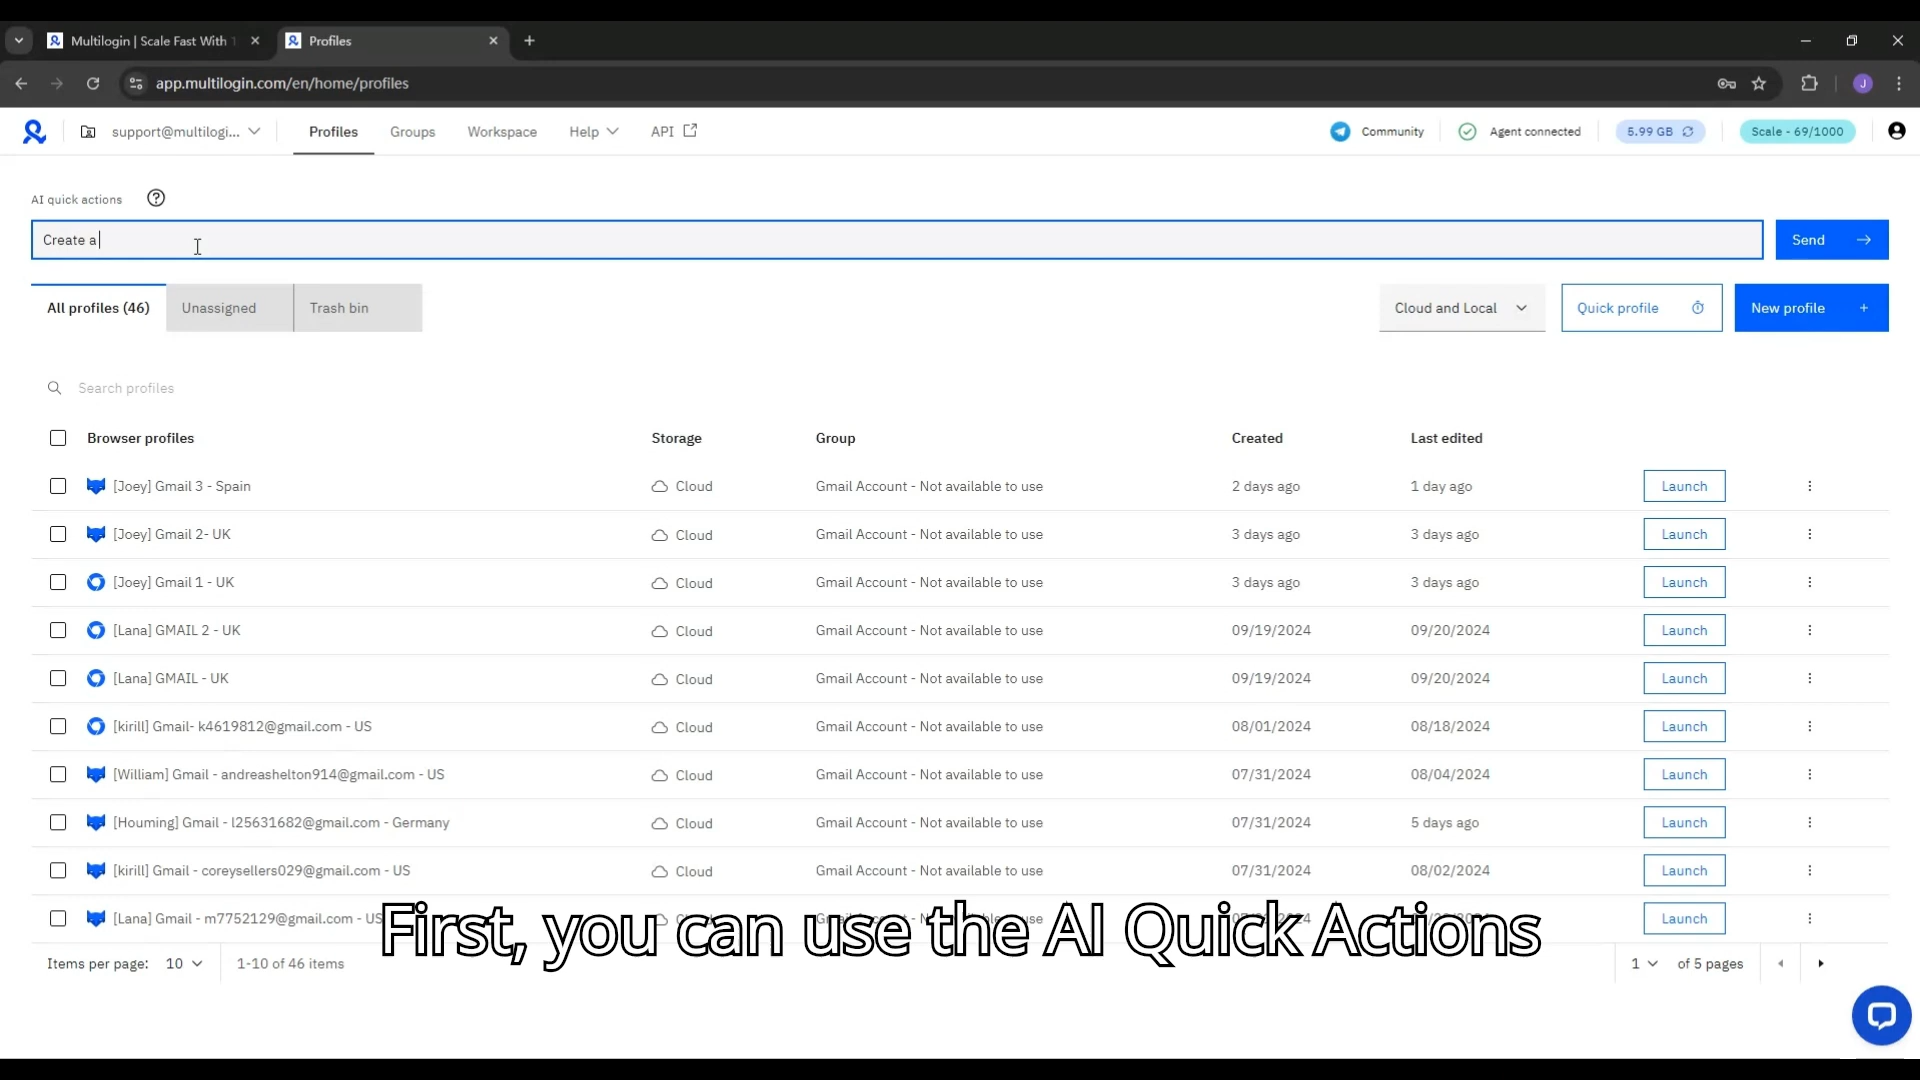 Multilogin | Scale Fast With
Profiles
app.multilogin.com/en/home/profiles
J
support@multilogi...
Profiles
Groups
Workspace
Help
API
Community
Agent connected
5.99 GB
Scale - 69/1000
AI quick actions
Create a
Send
All profiles (46)
Unassigned
Trash bin
Cloud and Local
Quick profile
New profile +
Search profiles
Browser profiles Storage Group Created Last edited
[Joey] Gmail 3 - Spain Cloud Gmail Account - Not available to use 2 days ago 1 day ago Launch
[Joey] Gmail 2- UK Cloud Gmail Account - Not available to use 3 days ago 3 days ago Launch
[Joey] Gmail 1 - UK Cloud Gmail Account - Not available to use 3 days ago 3 days ago Launch
[Lana] GMAIL 2 - UK Cloud Gmail Account - Not available to use 09/19/2024 09/20/2024 Launch
[Lana] GMAIL - UK Cloud Gmail Account - Not available to use 09/19/2024 09/20/2024 Launch
[kirill] Gmail- k4619812@gmail.com - US Cloud Gmail Account - Not available to use 08/01/2024 08/18/2024 Launch
[William] Gmail - andreashelton914@gmail.com - US Cloud Gmail Account - Not available to use 07/31/2024 08/04/2024 Launch
[Houming] Gmail - l25631682@gmail.com - Germany Cloud Gmail Account - Not available to use 07/31/2024 5 days ago Launch
[kirill] Gmail - coreysellers029@gmail.com - US Cloud Gmail Account - Not available to use 07/31/2024 08/02/2024 Launch
[Lana] Gmail - m7752129@gmail.com - US Launch
First, you can use the AI Quick Actions
Items per page: 10 1-10 of 46 items
1 of 5 pages